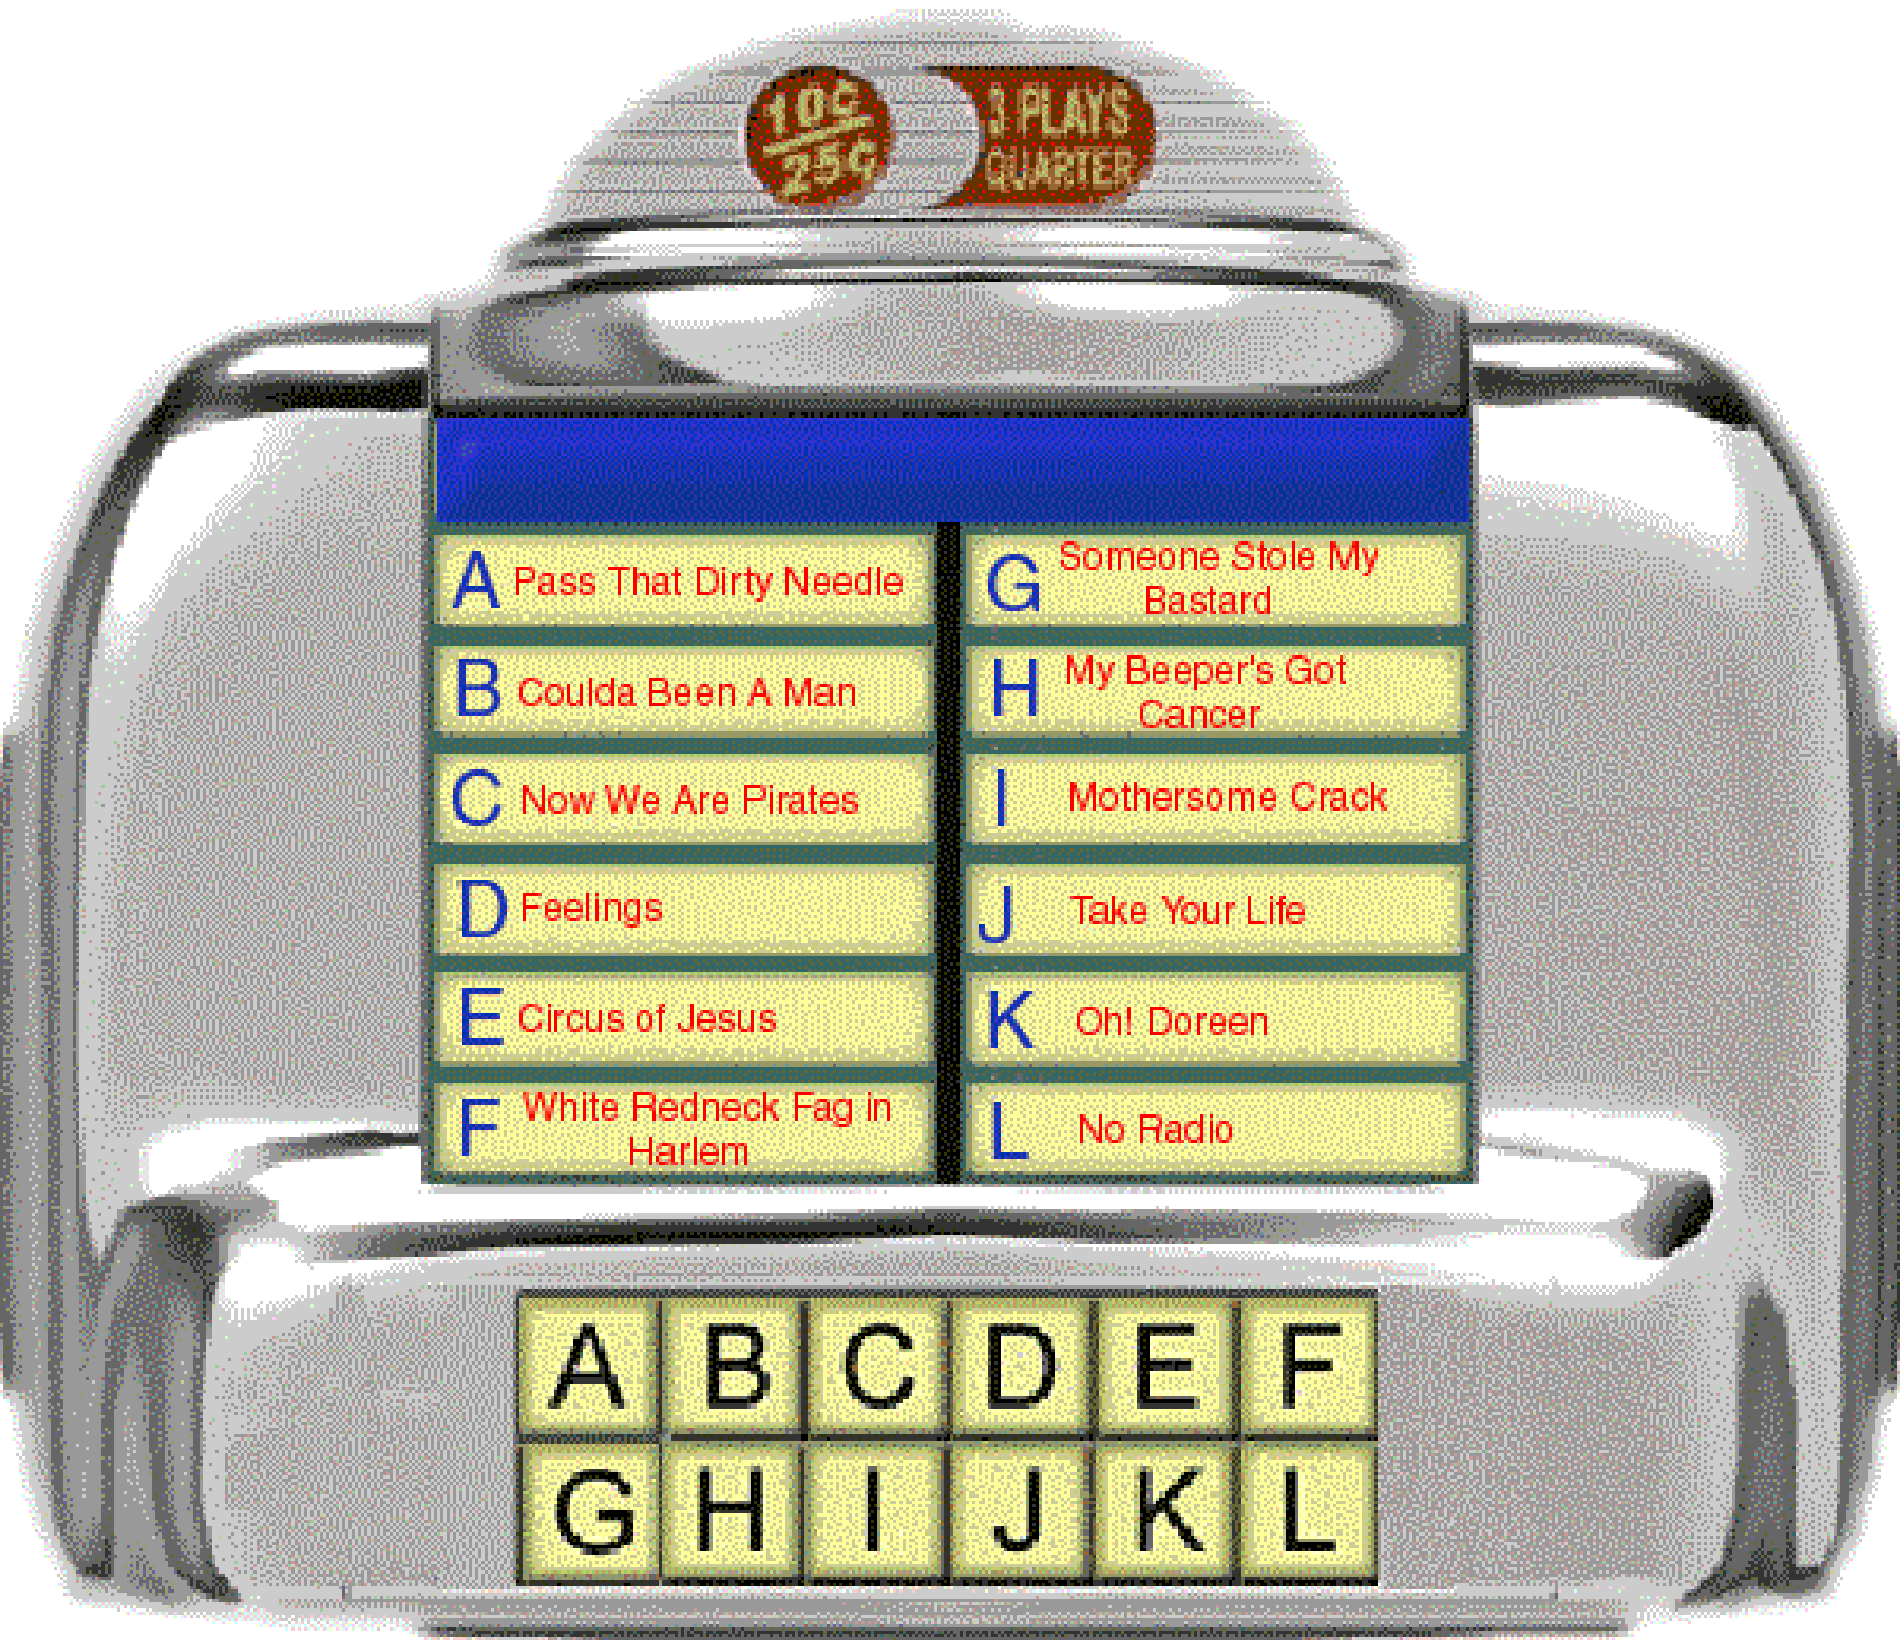 10¢
25¢
3 PLAYS
QUARTER
A Pass That Dirty Needle
B Coulda Been A Man
C Now We Are Pirates
D Feelings
E Circus of Jesus
F White Redneck Fag in
Harlem
G Someone Stole My
Bastard
H My Beeper's Got
Cancer
I Mothersome Crack
J Take Your Life
K Oh! Doreen
L No Radio
A B C D E F
G H I J K L